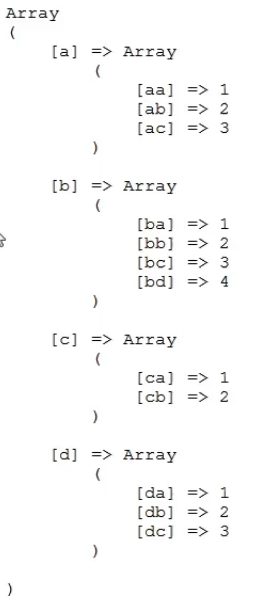 Array
(
    [a] => Array
        (
            [aa] => 1
            [ab] => 2
            [ac] => 3
        )

    [b] => Array
        (
            [ba] => 1
            [bb] => 2
            [bc] => 3
            [bd] => 4
        )

    [c] => Array
        (
            [ca] => 1
            [cb] => 2
        )

    [d] => Array
        (
            [da] => 1
            [db] => 2
            [dc] => 3
        )

)